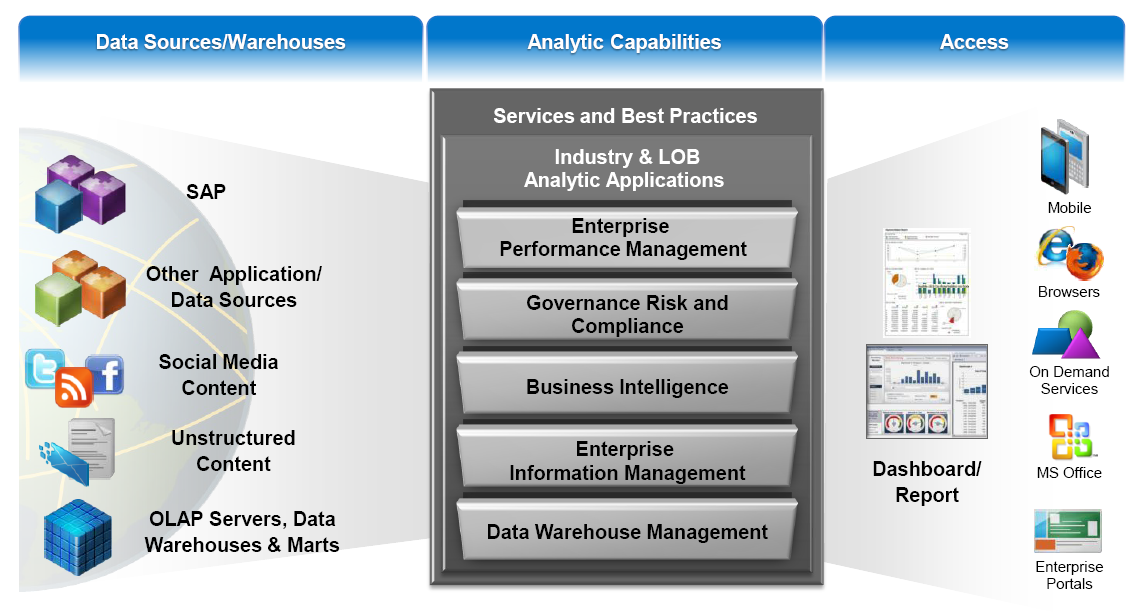 Data Sources/Warehouses
Analytic Capabilities
Access
SAP
Other Application/
Data Sources
Social Media
Content
Unstructured
Content
OLAP Servers, Data
Warehouses & Marts
Services and Best Practices
Industry & LOB
Analytic Applications
Enterprise
Performance Management
Governance Risk and
Compliance
Business Intelligence
Enterprise
Information Management
Data Warehouse Management
Dashboard/
Report
Mobile
Browsers
On Demand
Services
MS Office
Enterprise
Portals